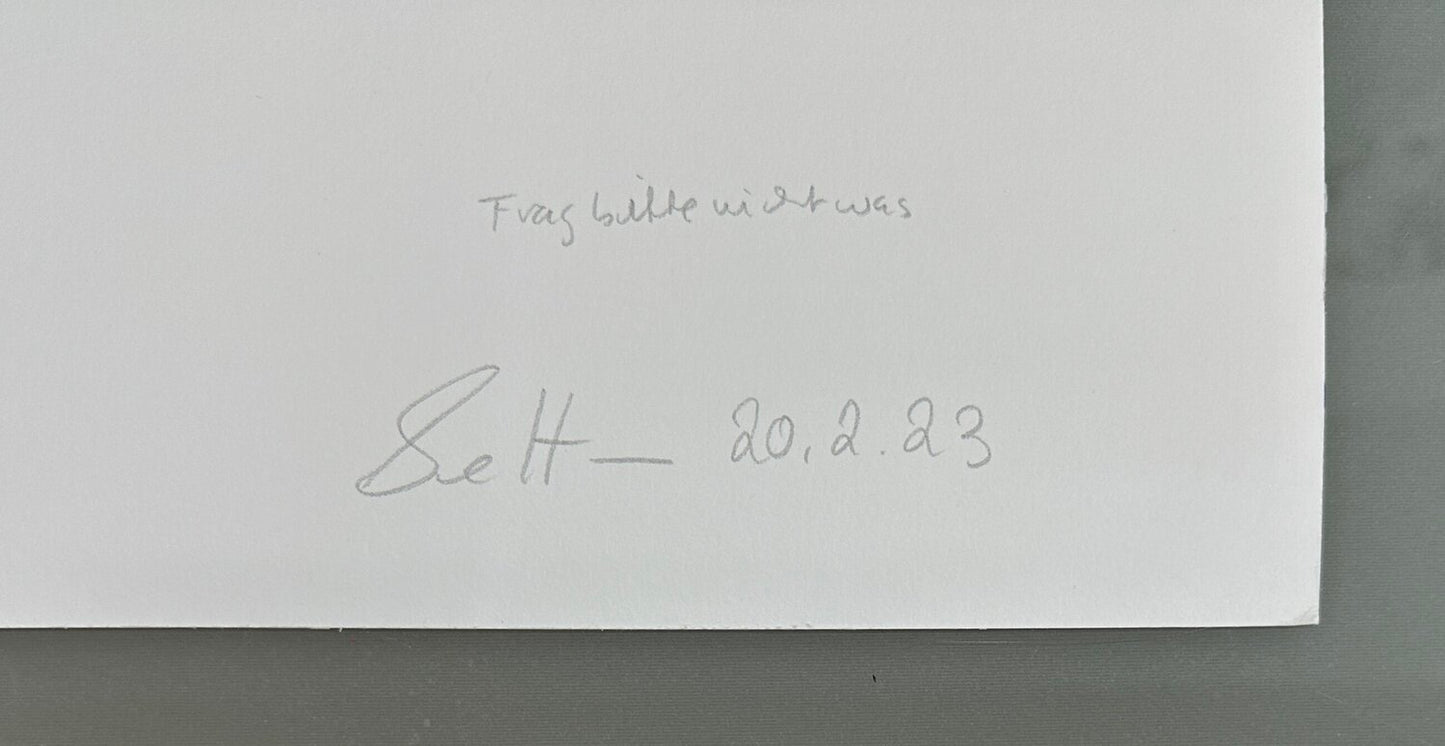 Frag bitte nicht was
20.2.23